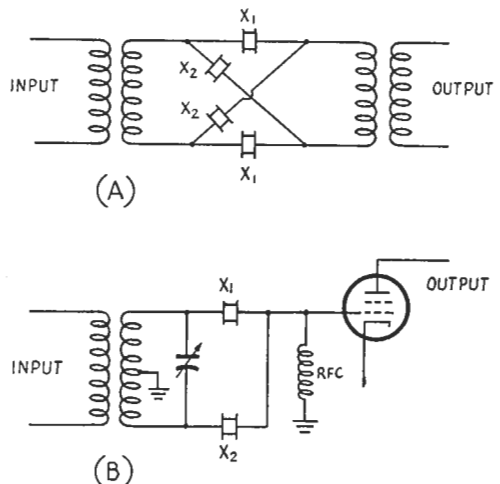 X1
INPUT
X2
X2
OUTPUT
X1
(A)
X1
OUTPUT
INPUT
RFC
X2
(B)